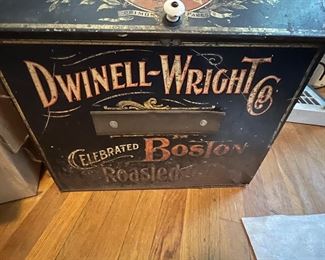 DWINELL-WRIGHT CO.
CELEBRATED BOSTON
ROASTED